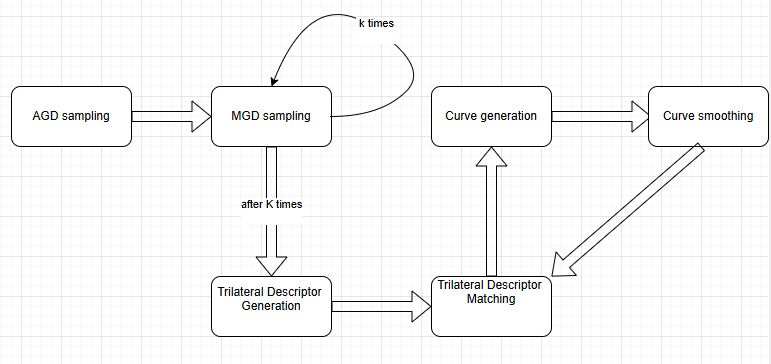 k times
AGD sampling
MGD sampling
Curve generation
Curve smoothing
after K times
Trilateral Descriptor
Generation
Trilateral Descriptor
Matching